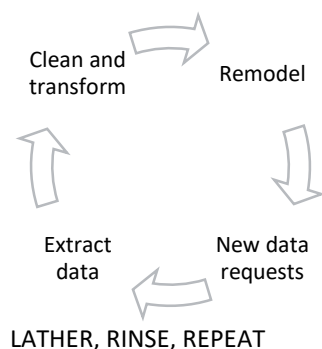 Clean and
transform
Remodel
Extract
data
New data
requests
LATHER, RINSE, REPEAT